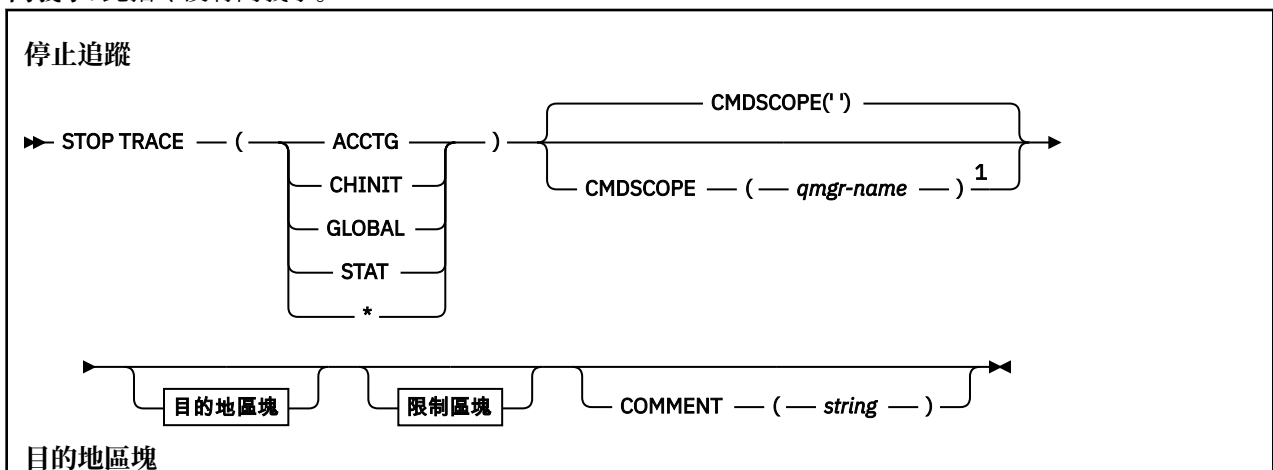 停止追蹤
CMDSCOPE(' ')
STOP TRACE ( ACCTG )
CHINIT
CMDSCOPE ( qmgr-name ) 1
GLOBAL
STAT
*
目的地區塊
限制區塊
COMMENT ( string )
目的地區塊